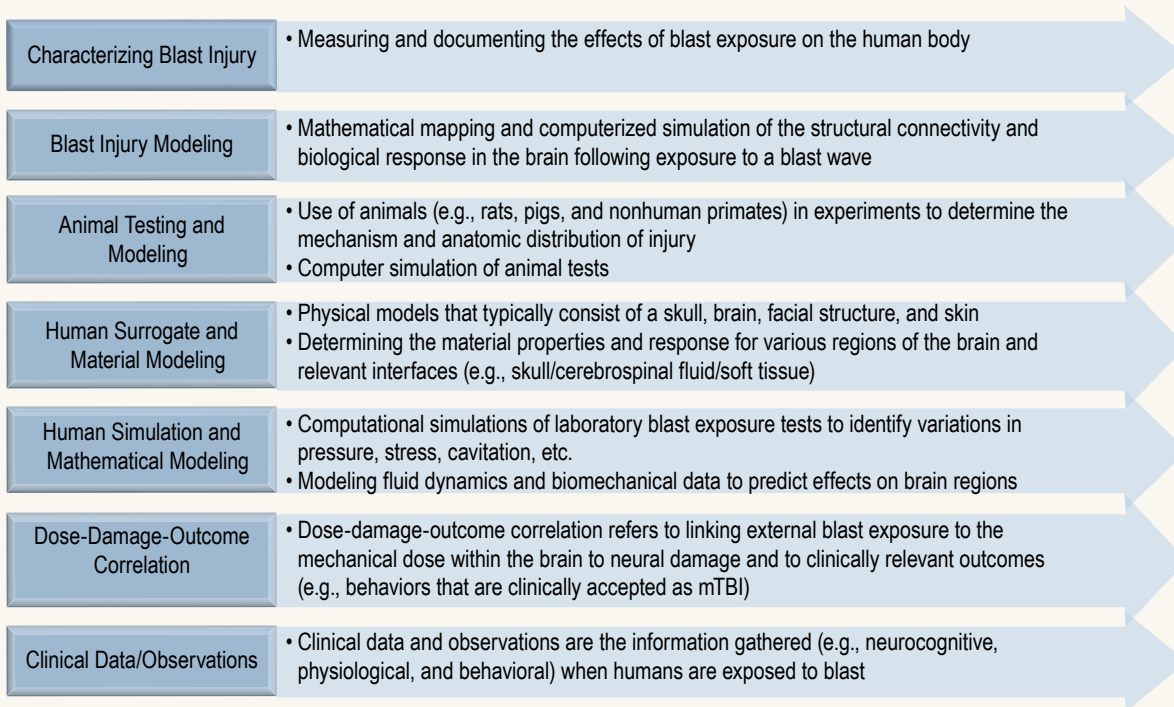 Characterizing Blast Injury
• Measuring and documenting the effects of blast exposure on the human body
Blast Injury Modeling
• Mathematical mapping and computerized simulation of the structural connectivity and
biological response in the brain following exposure to a blast wave
Animal Testing and
Modeling
• Use of animals (e.g., rats, pigs, and nonhuman primates) in experiments to determine the
mechanism and anatomic distribution of injury
• Computer simulation of animal tests
Human Surrogate and
Material Modeling
• Physical models that typically consist of a skull, brain, facial structure, and skin
• Determining the material properties and response for various regions of the brain and
relevant interfaces (e.g., skull/cerebrospinal fluid/soft tissue)
Human Simulation and
Mathematical Modeling
• Computational simulations of laboratory blast exposure tests to identify variations in
pressure, stress, cavitation, etc.
• Modeling fluid dynamics and biomechanical data to predict effects on brain regions
Dose-Damage-Outcome
Correlation
• Dose-damage-outcome correlation refers to linking external blast exposure to the
mechanical dose within the brain to neural damage and to clinically relevant outcomes
(e.g., behaviors that are clinically accepted as mTBI)
Clinical Data/Observations
• Clinical data and observations are the information gathered (e.g., neurocognitive,
physiological, and behavioral) when humans are exposed to blast